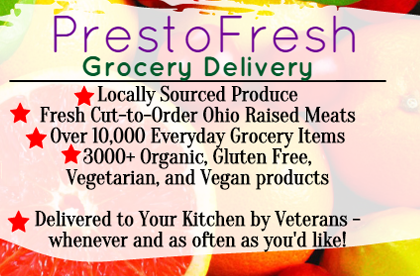 PrestoFresh
Grocery Delivery
Locally Sourced Produce
Fresh Cut-to-Order Ohio Raised Meats
Over 10,000 Everyday Grocery Items
3000+ Organic, Gluten Free,
Vegetarian, and Vegan products
Delivered to Your Kitchen by Veterans -
whenever and as often as you'd like!